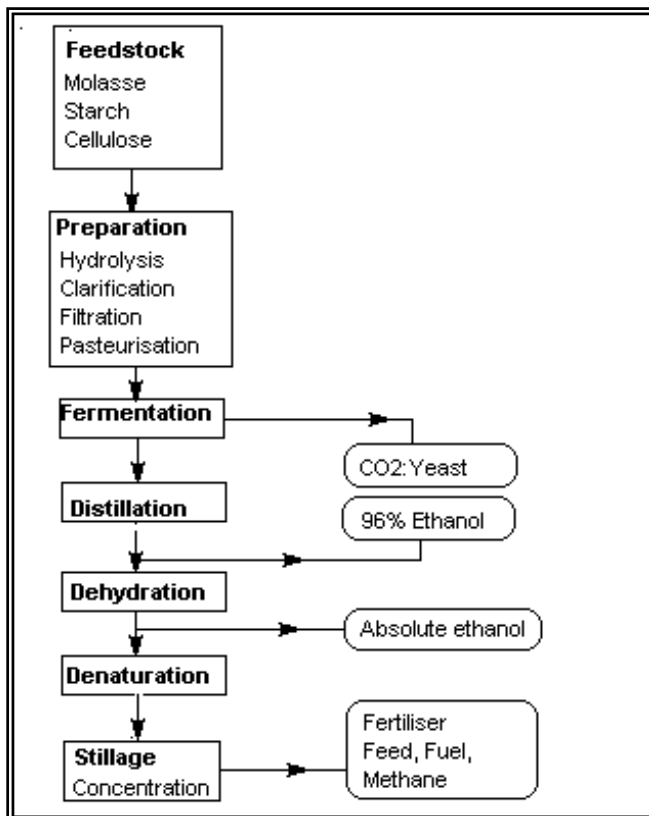 Feedstock
Molasse
Starch
Cellulose
Preparation
Hydrolysis
Clarification
Filtration
Pasteurisation
Fermentation
CO2:Yeast
Distillation
96% Ethanol
Dehydration
Absolute ethanol
Denaturation
Stillage
Concentration
Fertiliser
Feed, Fuel,
Methane